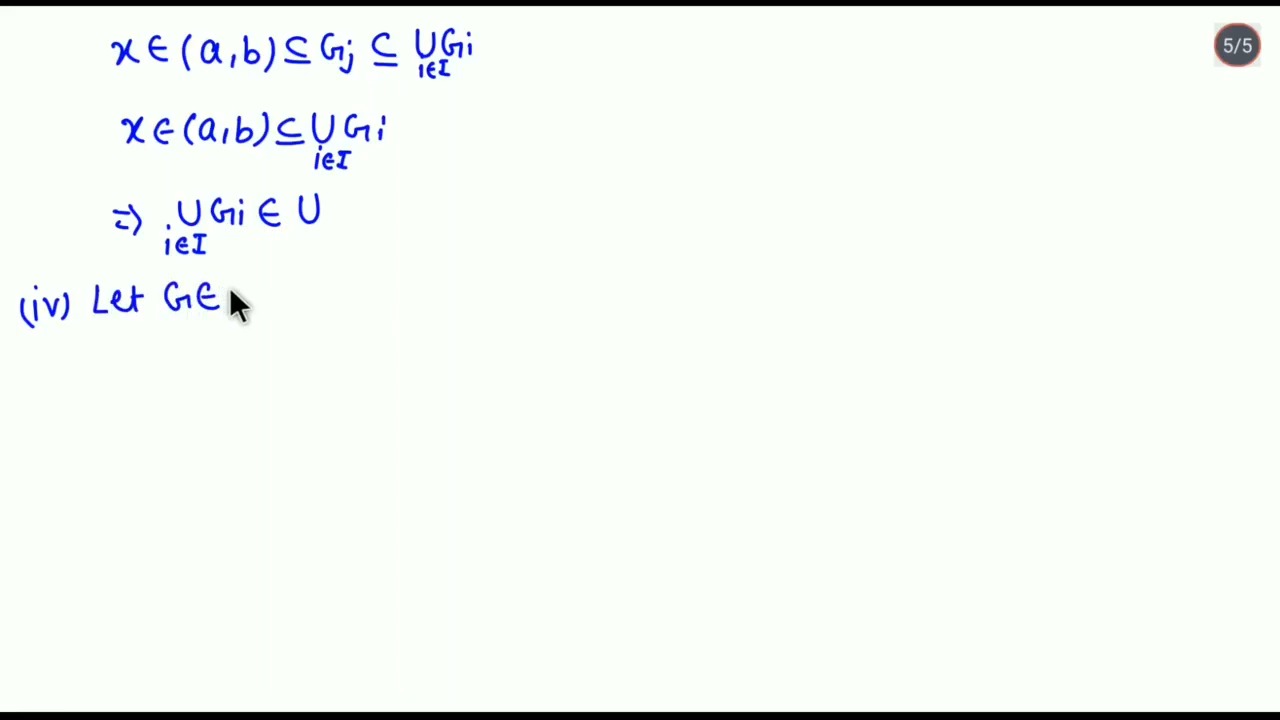 x ∈ (a, b) ⊆ Gj ⊆ ∪Gi
i∈I
5/5
x ∈ (a, b) ⊆ ∪Gi
i∈I
⇒ ∪Gi ∈ U
i∈I
(iv) Let G∈